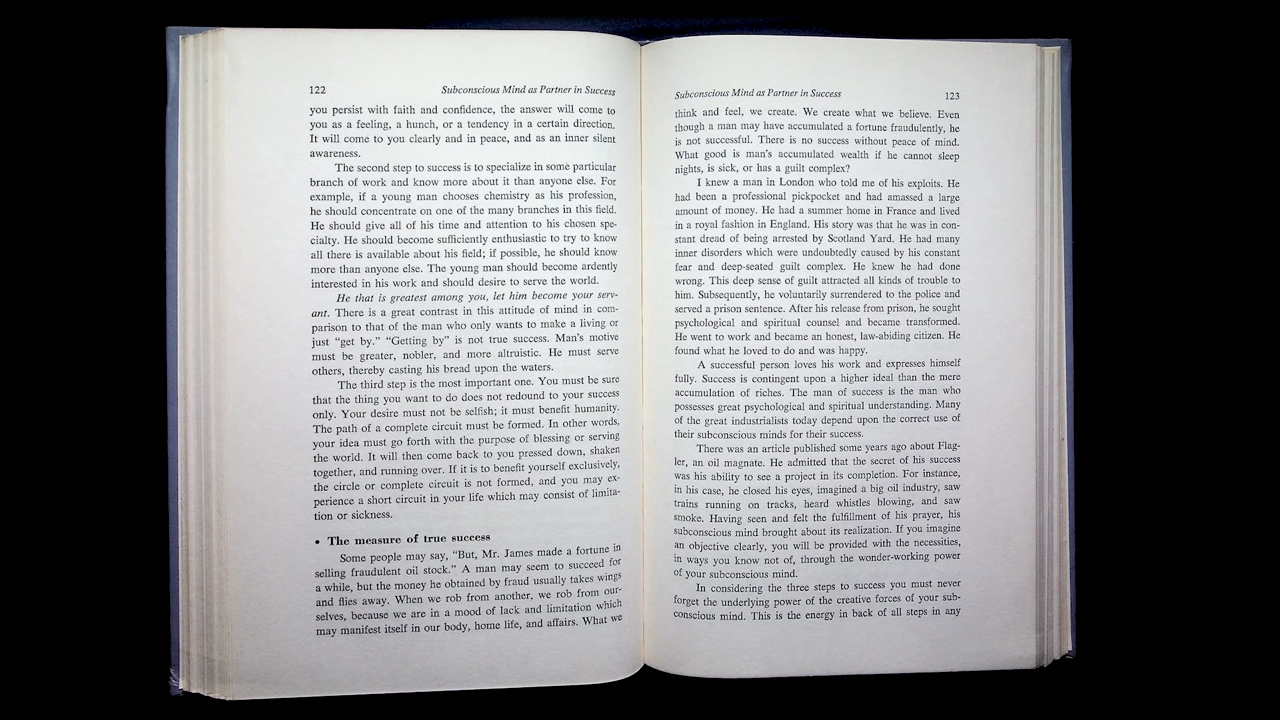 122
Subconscious Mind as Partner in Success
you persist with faith and confidence, the answer will come to
you as a feeling, a hunch, or a tendency in a certain direction.
It will come to you clearly and in peace, and as an inner silent
awareness.
The second step to success is to specialize in some particular
branch of work and know more about it than anyone else. For
example, if a young man chooses chemistry as his profession,
he should concentrate on one of the many branches in this field.
He should give all of his time and attention to his chosen spe-
cialty. He should become sufficiently enthusiastic to try to know
all there is available about his field; if possible, he should know
more than anyone else. The young man should become ardently
interested in his work and should desire to serve the world.
He that is greatest among you, let him become your serv-
ant. There is a great contrast in this attitude of mind in com-
parison to that of the man who only wants to make a living or
just “get by.” “Getting by” is not true success. Man’s motive
must be greater, nobler, and more altruistic. He must serve
others, thereby casting his bread upon the waters.
The third step is the most important one. You must be sure
that the thing you want to do does not redound to your success
only. Your desire must not be selfish; it must benefit humanity.
The path of a complete circuit must be formed. In other words,
your idea must go forth with the purpose of blessing or serving
the world. It will then come back to you pressed down, shaken
together, and running over. If it is to benefit yourself exclusively,
the circle or complete circuit is not formed, and you may ex-
perience a short circuit in your life which may consist of limita-
tion or sickness.
• The measure of true success
Some people may say, “But, Mr. James made a fortune in
selling fraudulent oil stock.” A man may seem to succeed for
a while, but the money he obtained by fraud usually takes wings
and flies away. When we rob from another, we rob from our-
selves, because we are in a mood of lack and limitation which
may manifest itself in our body, home life, and affairs. What we
Subconscious Mind as Partner in Success
123
think and feel, we create. We create what we believe. Even
though a man may have accumulated a fortune fraudulently, he
is not successful. There is no success without peace of mind.
What good is man’s accumulated wealth if he cannot sleep
nights, is sick, or has a guilt complex?
I knew a man in London who told me of his exploits. He
had been a professional pickpocket and had amassed a large
amount of money. He had a summer home in France and lived
in a royal fashion in England. His story was that he was in con-
stant dread of being arrested by Scotland Yard. He had many
inner disorders which were undoubtedly caused by his constant
fear and deep-seated guilt complex. He knew he had done
wrong. This deep sense of guilt attracted all kinds of trouble to
him. Subsequently, he voluntarily surrendered to the police and
served a prison sentence. After his release from prison, he sought
psychological and spiritual counsel and became transformed.
He went to work and became an honest, law-abiding citizen. He
found what he loved to do and was happy.
A successful person loves his work and expresses himself
fully. Success is contingent upon a higher ideal than the mere
accumulation of riches. The man of success is the man who
possesses great psychological and spiritual understanding. Many
of the great industrialists today depend upon the correct use of
their subconscious minds for their success.
There was an article published some years ago about Flag-
ler, an oil magnate. He admitted that the secret of his success
was his ability to see a project in its completion. For instance,
in his case, he closed his eyes, imagined a big oil industry, saw
trains running on tracks, heard whistles blowing, and saw
smoke. Having seen and felt the fulfillment of his prayer, his
subconscious mind brought about its realization. If you imagine
an objective clearly, you will be provided with the necessities,
in ways you know not of, through the wonder-working power
of your subconscious mind.
In considering the three steps to success you must never
forget the underlying power of the creative forces of your sub-
conscious mind. This is the energy in back of all steps in any